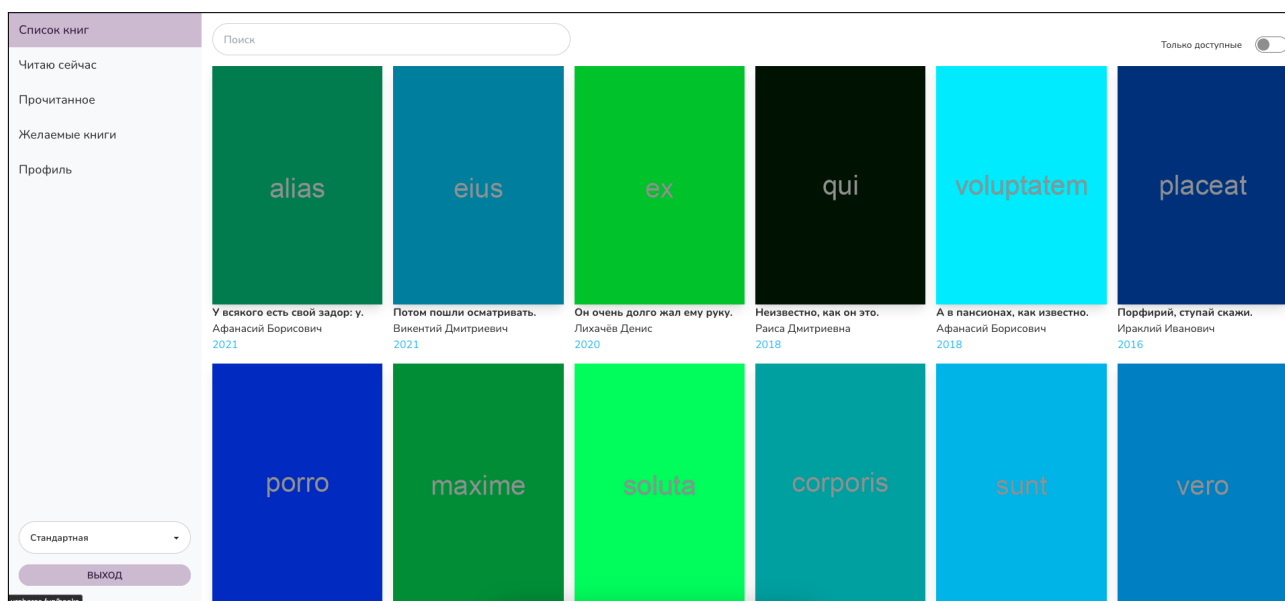 Список книг
Читаю сейчас
Прочитанное
Желаемые книги
Профиль
Стандартная
ВЫХОД
Поиск
Только доступные
alias
eius
ex
qui
voluptatem
placeat
У всякого есть свой задор: у.
Афанасий Борисович
2021
Потом пошли осматривать.
Викентий Дмитриевич
2021
Он очень долго жал ему руку.
Лихачёв Денис
2020
Неизвестно, как он это.
Раиса Дмитриевна
2018
А в пансионах, как известно.
Афанасий Борисович
2018
Порфирий, ступай скажи.
Ираклий Иванович
2016
porro
maxime
soluta
corporis
sunt
vero